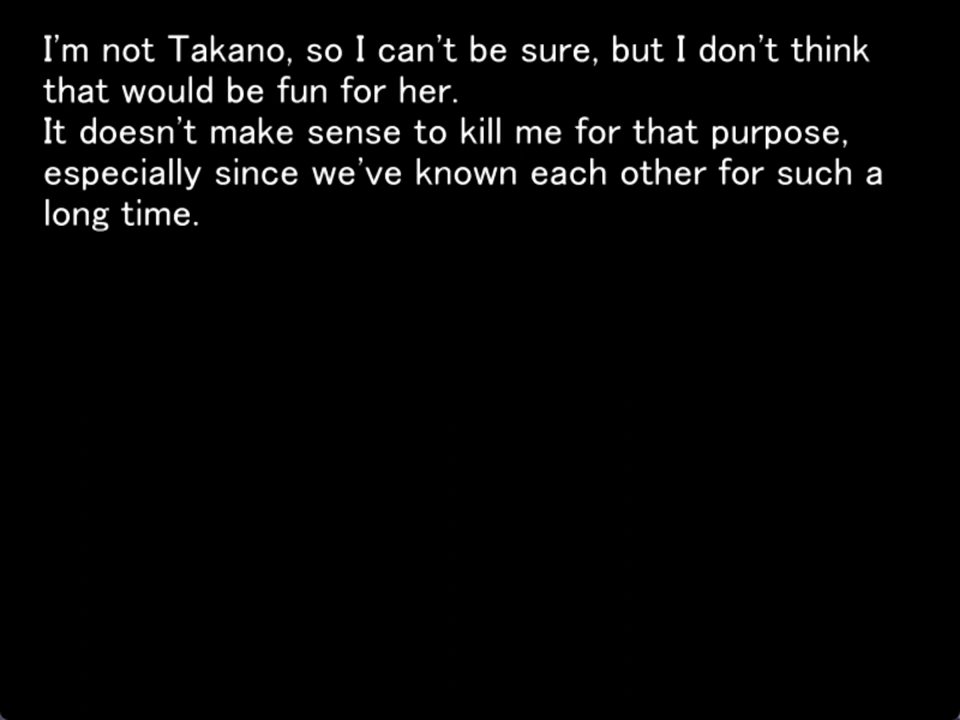 I’m not Takano, so I can’t be sure, but I don’t think
that would be fun for her.
It doesn’t make sense to kill me for that purpose,
especially since we’ve known each other for such a
long time.